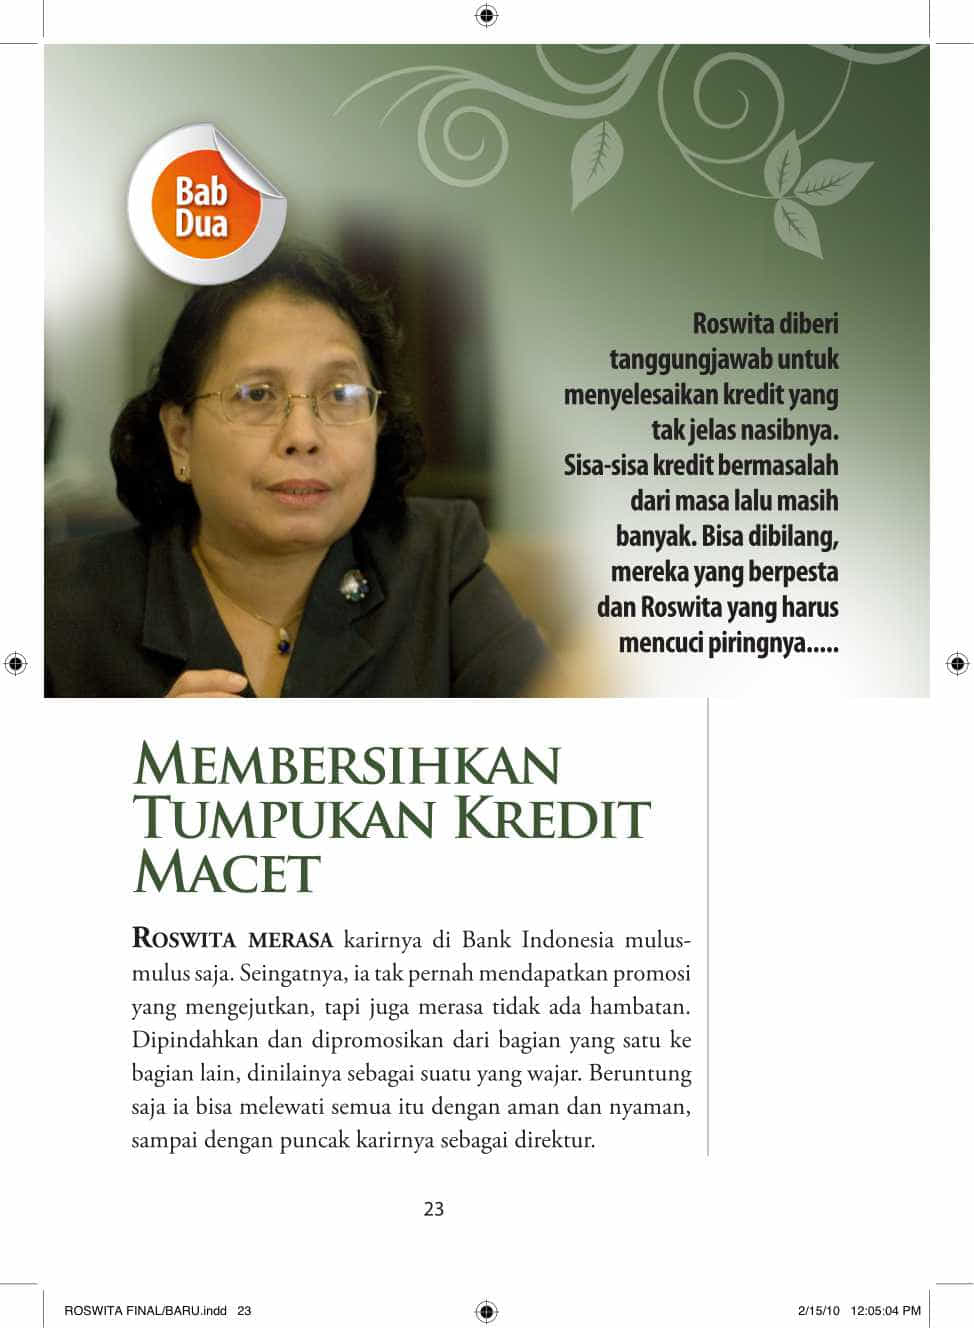 Bab
Dua
Roswita diberi
tanggungjawab untuk
menyelesaikan kredit yang
tak jelas nasibnya.
Sisa-sisa kredit bermasalah
dari masa lalu masih
banyak. Bisa dibilang,
mereka yang berpesta
dan Roswita yang harus
mencuci piringnya.....
MEMBERSIHKAN
TUMPUKAN KREDIT
MACET
ROSWITA MERASA karirnya di Bank Indonesia mulus-
mulus saja. Seingatnya, ia tak pernah mendapatkan promosi
yang mengejutkan, tapi juga merasa tidak ada hambatan.
Dipindahkan dan dipromosikan dari bagian yang satu ke
bagian lain, dinilainya sebagai suatu yang wajar. Beruntung
saja ia bisa melewati semua itu dengan aman dan nyaman,
sampai dengan puncak karirnya sebagai direktur.
23
ROSWITA FINAL/BARU.indd 23
2/15/10 12:05:04 PM